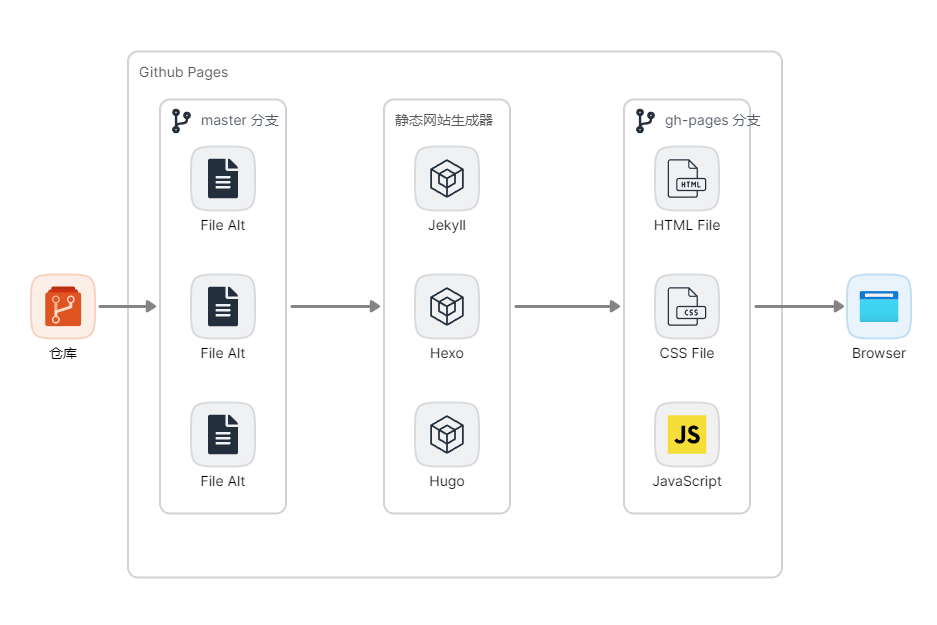 Github Pages
master 分支
静态网站生成器
gh-pages 分支
HTML
File Alt
Jekyll
HTML File
仓库
File Alt
Hexo
CSS
CSS File
Browser
File Alt
Hugo
JS
JavaScript